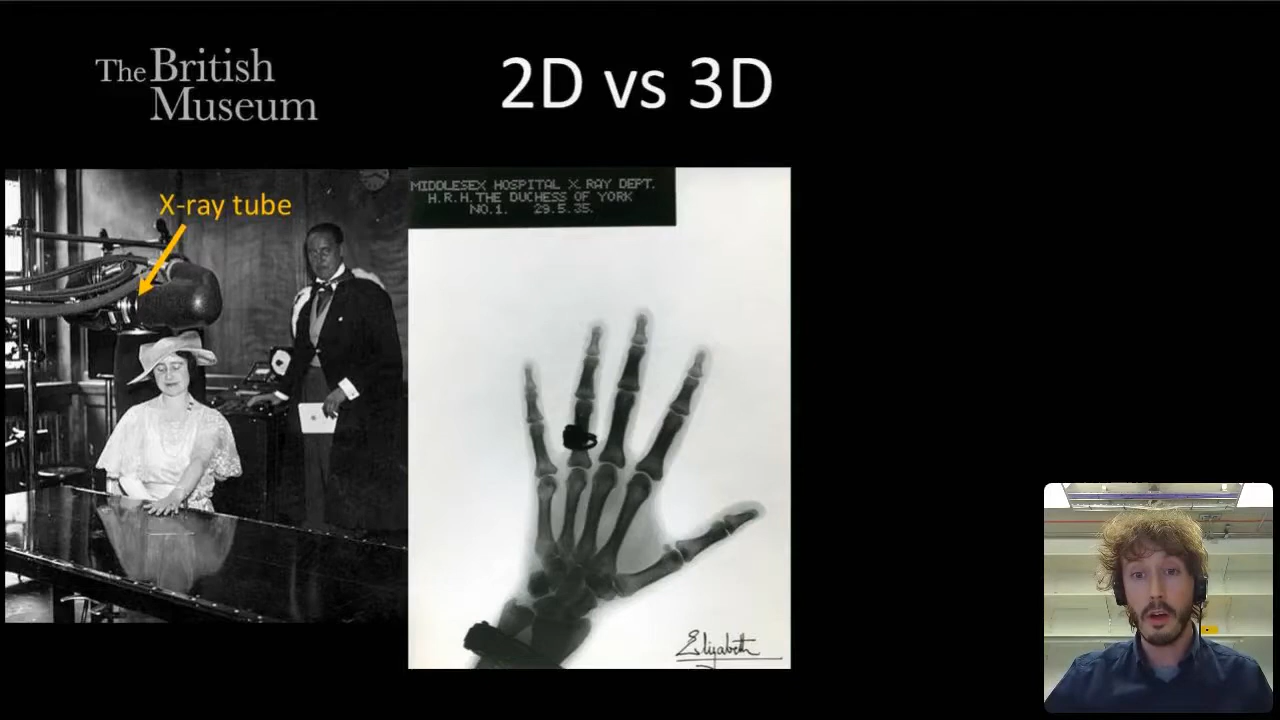 The British
Museum
2D vs 3D
X-ray tube
MIDDLESEX HOSPITAL X.RAY DEPT.
H.R.H.THE DUCHESS OF YORK
NO.1. 29.5.35.
Elizabeth